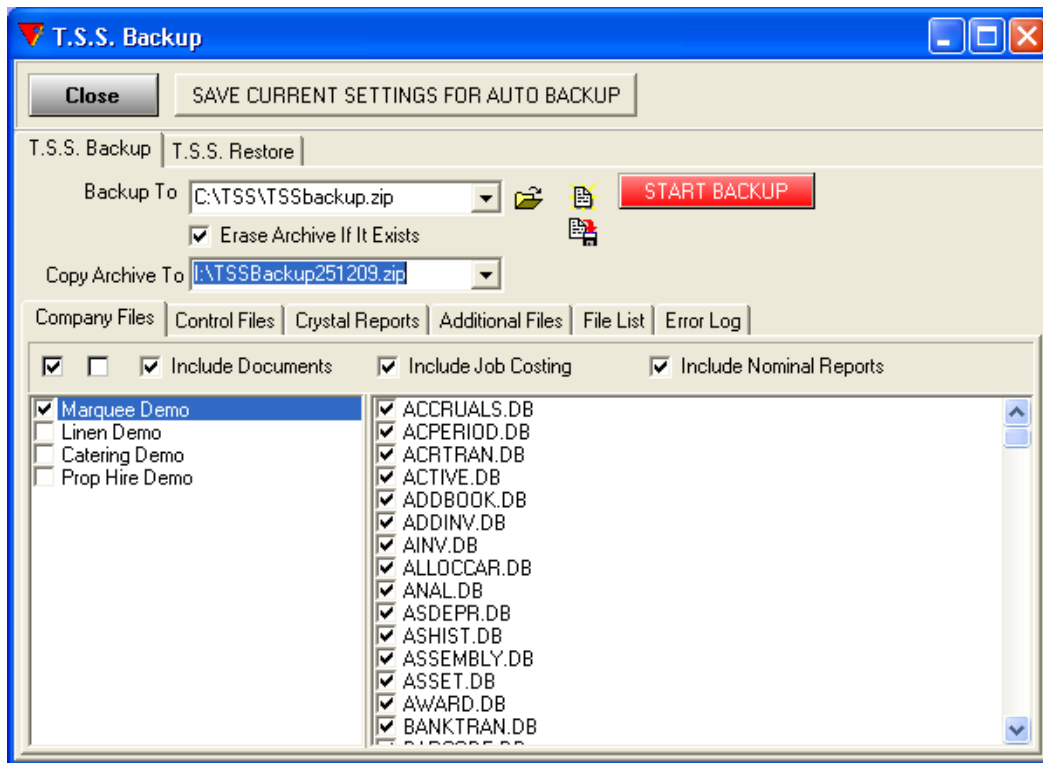 T.S.S. Backup
Close SAVE CURRENT SETTINGS FOR AUTO BACKUP
T.S.S. Backup T.S.S. Restore
Backup To C:\TSS\TSSbackup.zip START BACKUP
Erase Archive If It Exists
Copy Archive To I:\TSSBackup251209.zip
Company Files Control Files Crystal Reports Additional Files File List Error Log
Include Documents Include Job Costing Include Nominal Reports
Marquee Demo ACCRUALS.DB
Linen Demo ACPERIOD.DB
Catering Demo ACRTRAN.DB
Prop Hire Demo ACTIVE.DB
ADDBOOK.DB
ADDINV.DB
AINV.DB
ALLOCCAR.DB
ANAL.DB
ASDEPR.DB
ASHIST.DB
ASSEMBLY.DB
ASSET.DB
AWARD.DB
BANKTRAN.DB